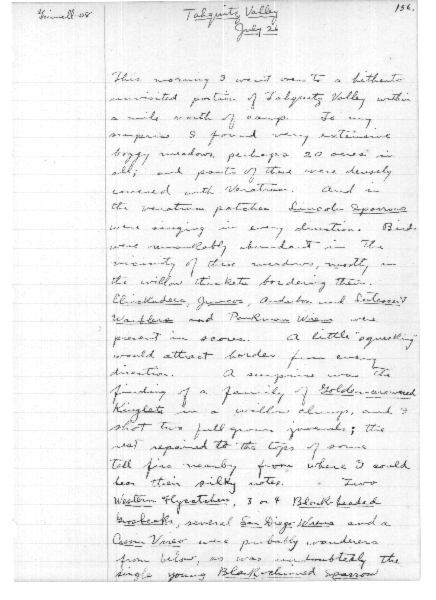 Grinnell-08
Tahquitz Valley
July 26
156.
This morning I went over to a hitherto
unvisited portion of Tahquitz Valley within
a mile north of camp. To my
surprise I found very extensive
boggy meadows, perhaps 20 acres in
all; and parts of these were densely
covered with Veratrum. And in
the veratrum patches Lincoln Sparrows
were singing in every direction. Birds
were remarkably abundant in the
vicinity of these meadows, mostly in
the willow thickets bordering them.
Chickadees, Juncos, Audubon and Lutescent
Warblers and Parkman Wrens were
present in scores. A little "squeaking"
would attract hordes from every
direction. A surprise was the
finding of a family of Golden-crowned
Kinglets in a willow clump, and I
shot two full grown juvenals; the
rest repaired to the tops of some
tall firs nearby from where I could
hear their silky notes. - Two
Western Flycatchers, 3 or 4 Black-headed
Grosbeaks, several San Diego Wrens and a
Cassin Vireo were probably wanderers
from below, as was undoubtedly the
single young Black-chinned Sparrow